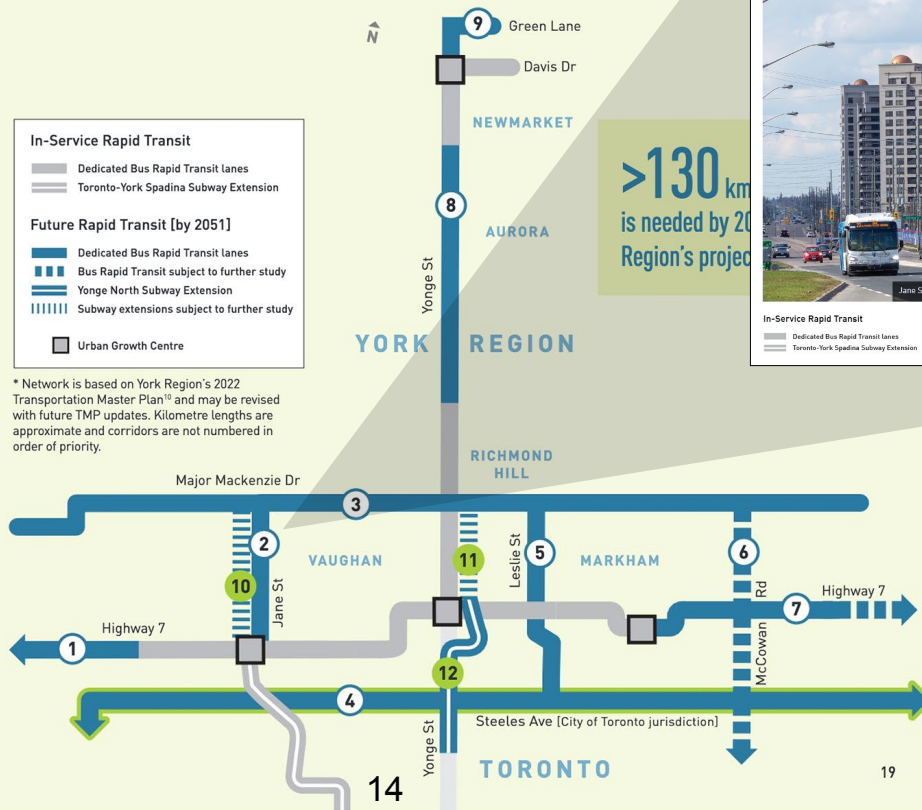 9
Green Lane
N
Davis Dr
NEWMARKET
In-Service Rapid Transit
Dedicated Bus Rapid Transit lanes
Toronto-York Spadina Subway Extension
Future Rapid Transit [by 2051]
Dedicated Bus Rapid Transit lanes
Bus Rapid Transit subject to further study
Yonge North Subway Extension
Subway extensions subject to further study
Urban Growth Centre
* Network is based on York Region's 2022
Transportation Master Plan¹⁰ and may be revised
with future TMP updates. Kilometre lengths are
approximate and corridors are not numbered in
order of priority.
>130 km
is needed by 20
Region's projec
8
AURORA
Yonge St
YORK REGION
Jane S
In-Service Rapid Transit
Dedicated Bus Rapid Transit lanes
Toronto-York Spadina Subway Extension
RICHMOND
HILL
Major Mackenzie Dr
3
2
VAUGHAN
11
Leslie St
5
MARKHAM
6
10
Jane St
McCowan Rd
Highway 7
7
Highway 7
1
12
4
Steeles Ave [City of Toronto jurisdiction]
Yonge St
TORONTO
14
19